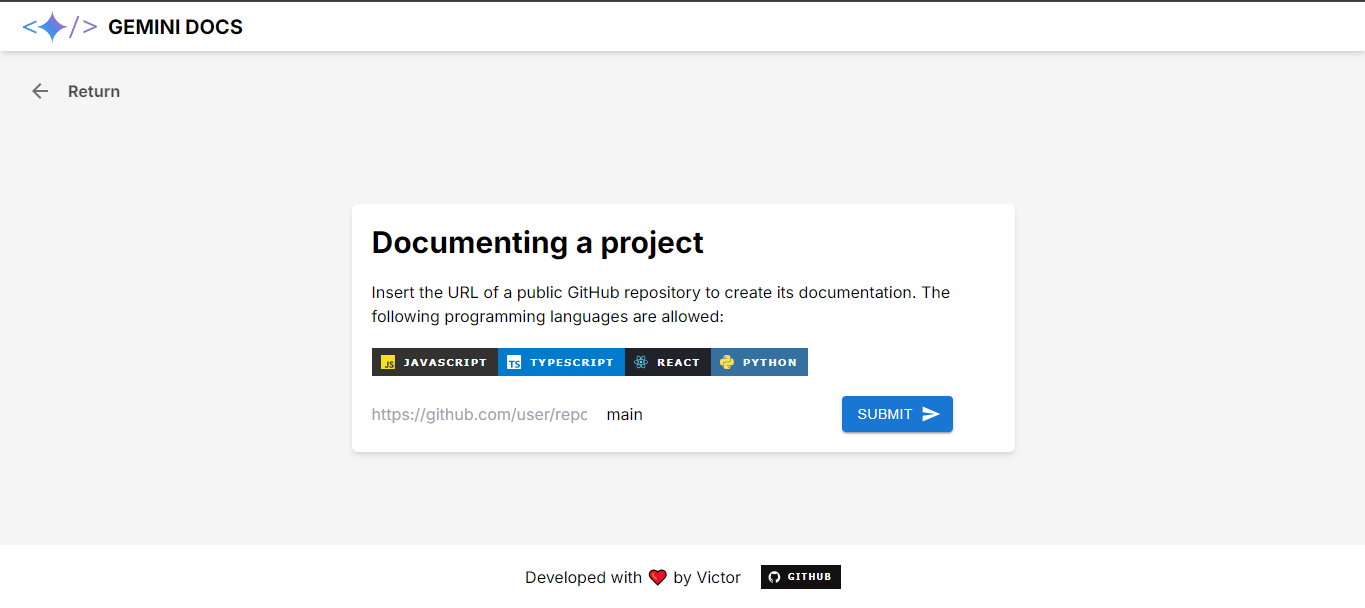 </> GEMINI DOCS
Return
Documenting a project
Insert the URL of a public GitHub repository to create its documentation. The
following programming languages are allowed:
JS JAVASCRIPT TS TYPESCRIPT REACT PYTHON
https://github.com/user/repo main SUBMIT
Developed with ❤️ by Victor GITHUB